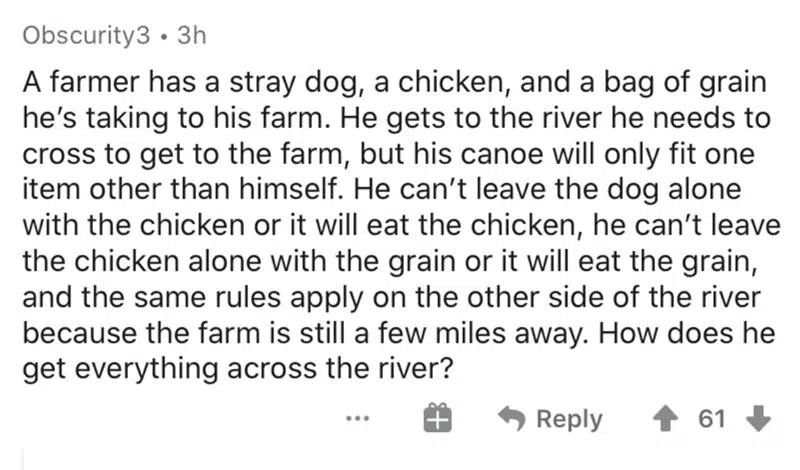 Obscurity3 • 3h
A farmer has a stray dog, a chicken, and a bag of grain
he's taking to his farm. He gets to the river he needs to
cross to get to the farm, but his canoe will only fit one
item other than himself. He can't leave the dog alone
with the chicken or it will eat the chicken, he can't leave
the chicken alone with the grain or it will eat the grain,
and the same rules apply on the other side of the river
because the farm is still a few miles away. How does he
get everything across the river?
... Reply 61